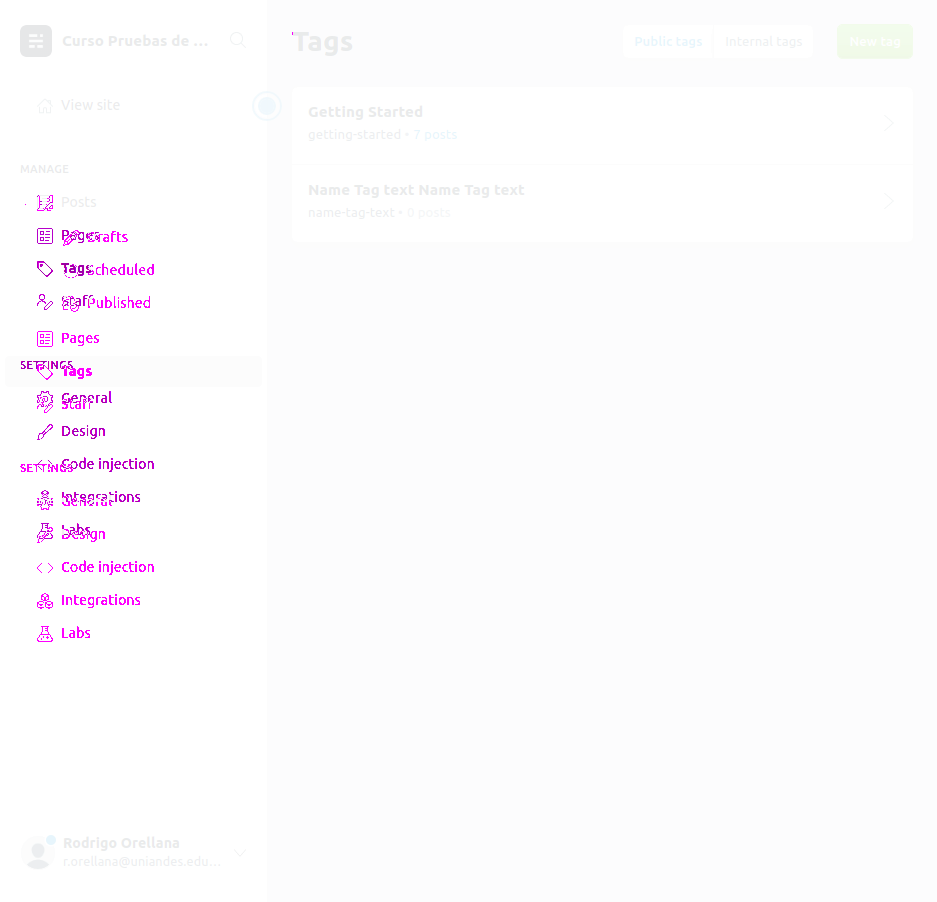 Curso Pruebas de ...
View site
MANAGE
Posts
Pages
Drafts
Tags
Scheduled
Staff
Published
Pages
SETTINGS
Tags
General
Staff
Design
Code injection
SETTINGS
Integrations
General
Labs
Design
Code injection
Integrations
Labs
Rodrigo Orellana
r.orellana@uniandes.edu...
Tags
Public tags
Internal tags
New tag
Getting Started
getting-started • 7 posts
Name Tag text Name Tag text
name-tag-text • 0 posts